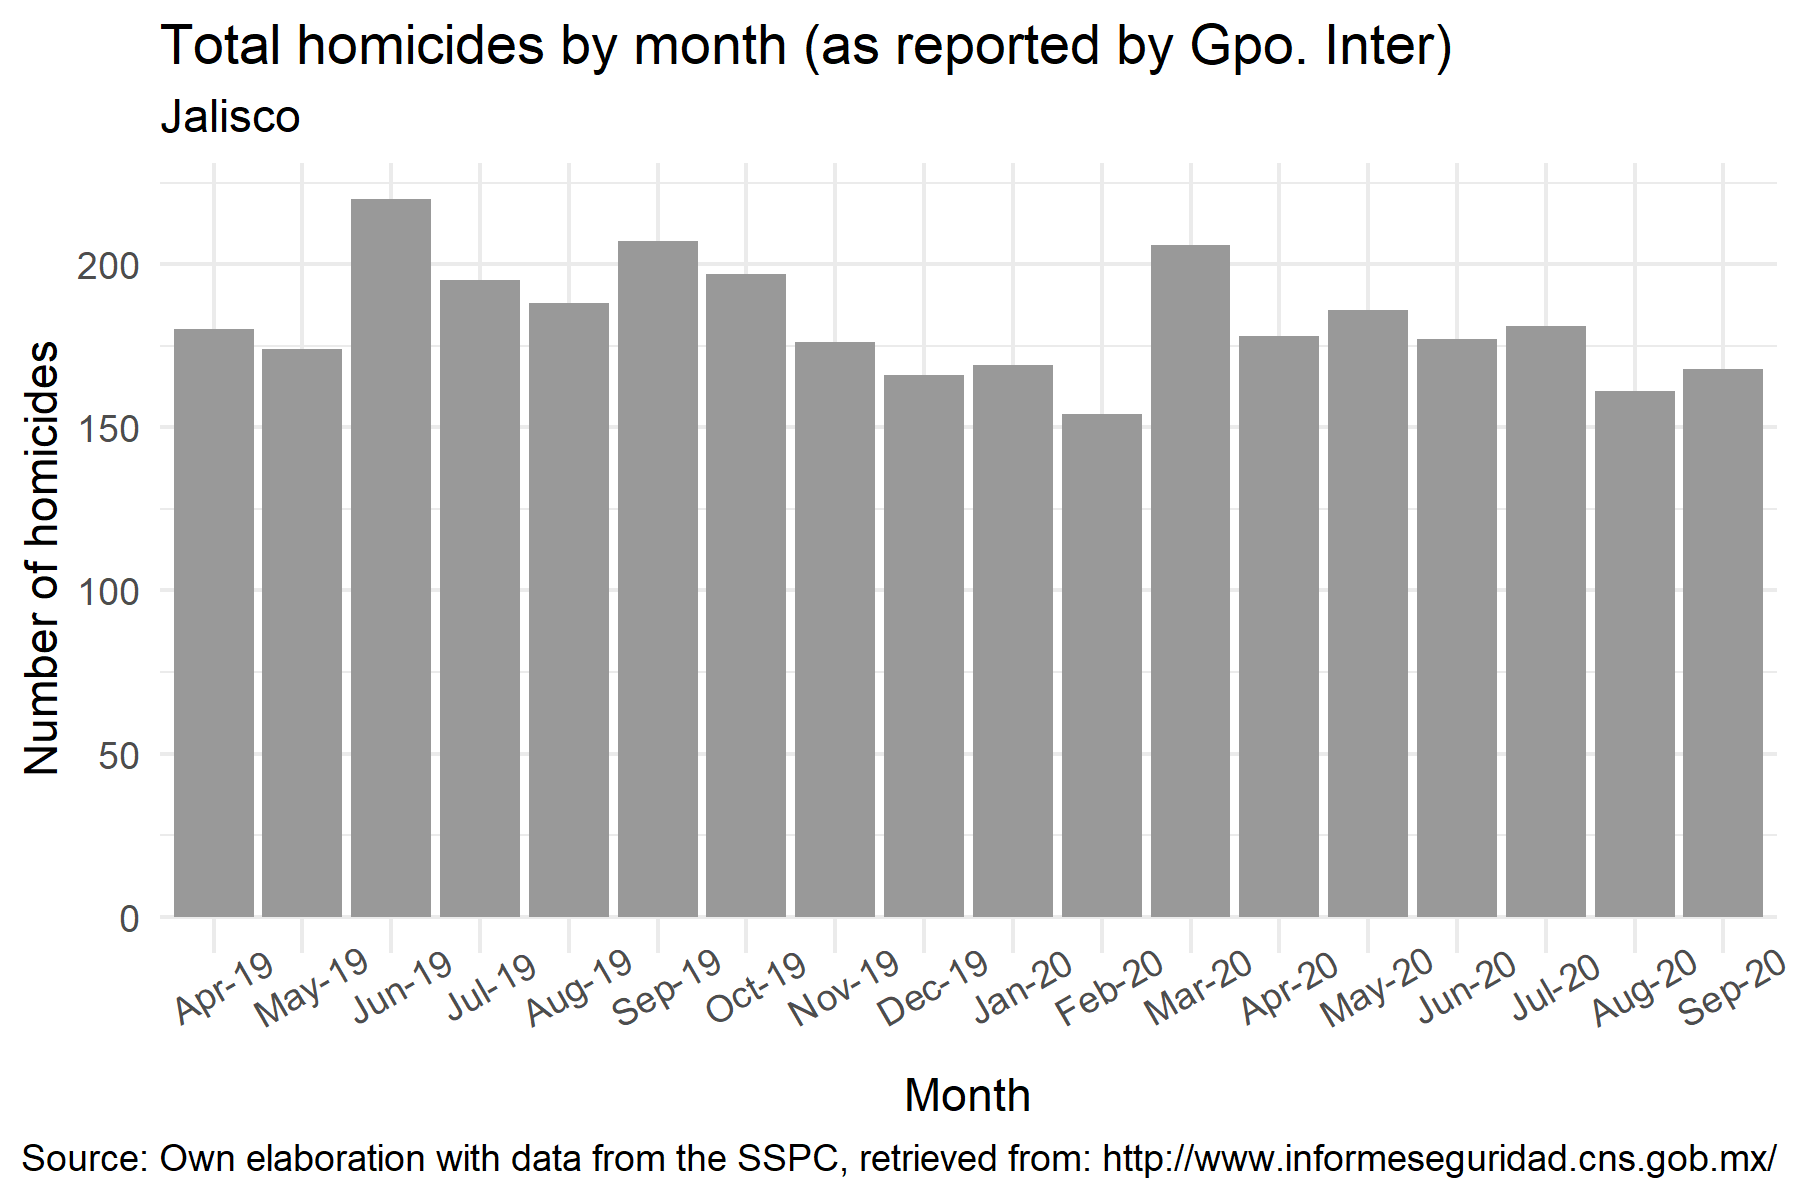 Total homicides by month (as reported by Gpo. Inter)
Jalisco
Number of homicides
200
150
100
50
0
Apr-19
May-19
Jun-19
Jul-19
Aug-19
Sep-19
Oct-19
Nov-19
Dec-19
Jan-20
Feb-20
Mar-20
Apr-20
May-20
Jun-20
Jul-20
Aug-20
Sep-20
Month
Source: Own elaboration with data from the SSPC, retrieved from: http://www.informeseguridad.cns.gob.mx/